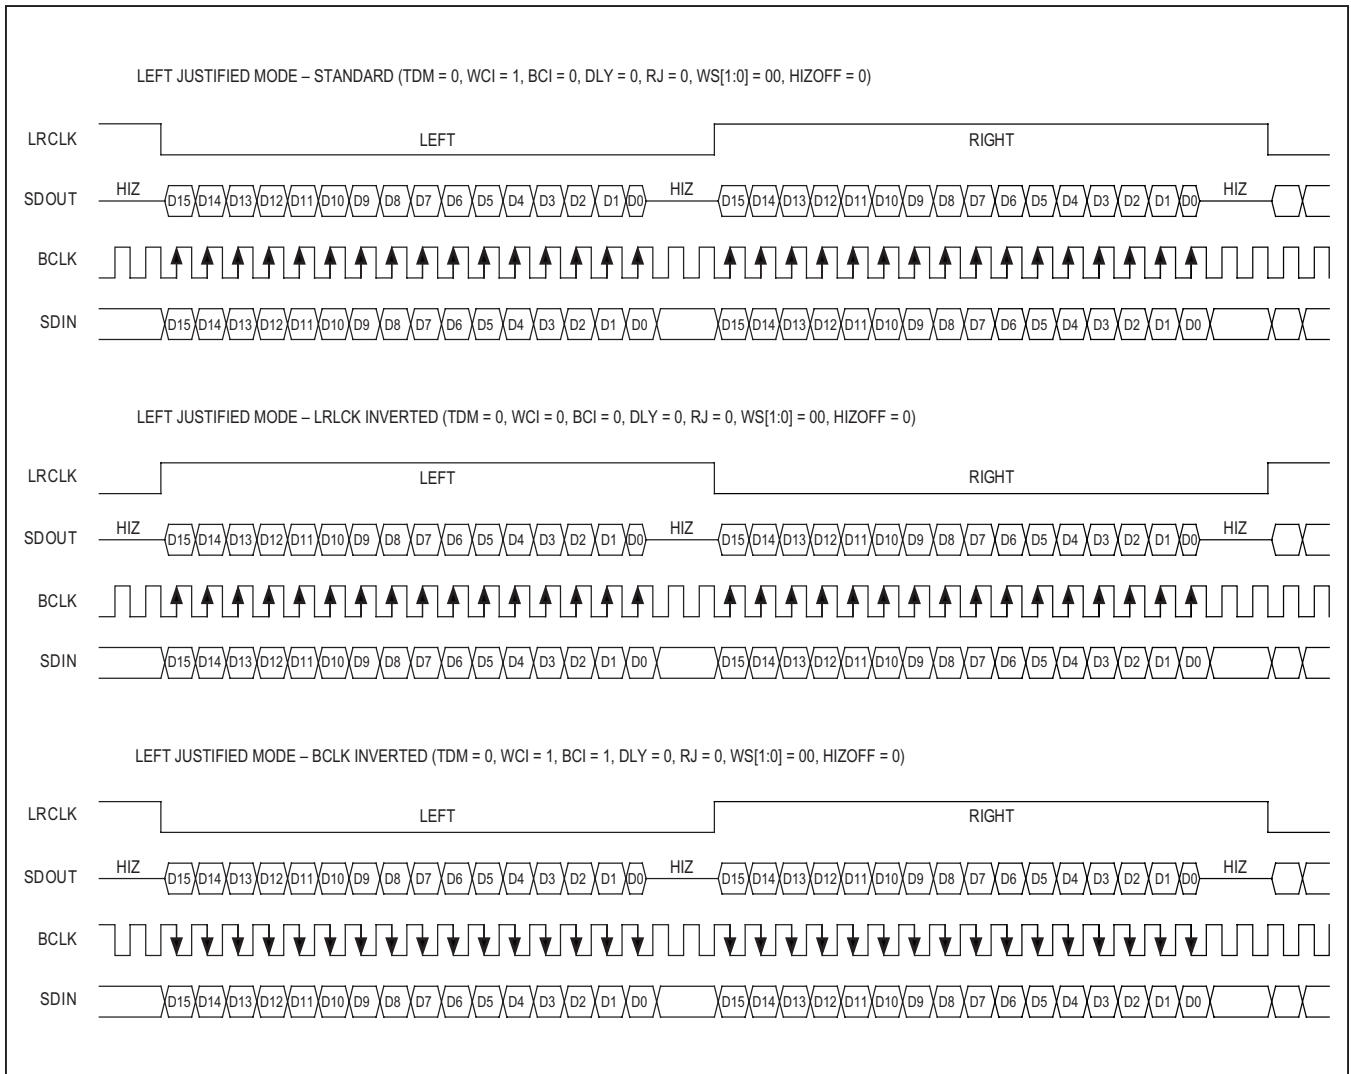 LEFT JUSTIFIED MODE – STANDARD (TDM = 0, WCI = 1, BCI = 0, DLY = 0, RJ = 0, WS[1:0] = 00, HIZOFF = 0)
LRCLK LEFT RIGHT
SDOUT HIZ D15 D14 D13 D12 D11 D10 D9 D8 D7 D6 D5 D4 D3 D2 D1 D0 HIZ D15 D14 D13 D12 D11 D10 D9 D8 D7 D6 D5 D4 D3 D2 D1 D0 HIZ
BCLK
SDIN D15 D14 D13 D12 D11 D10 D9 D8 D7 D6 D5 D4 D3 D2 D1 D0 D15 D14 D13 D12 D11 D10 D9 D8 D7 D6 D5 D4 D3 D2 D1 D0
LEFT JUSTIFIED MODE – LRLCK INVERTED (TDM = 0, WCI = 0, BCI = 0, DLY = 0, RJ = 0, WS[1:0] = 00, HIZOFF = 0)
LRCLK LEFT RIGHT
SDOUT HIZ D15 D14 D13 D12 D11 D10 D9 D8 D7 D6 D5 D4 D3 D2 D1 D0 HIZ D15 D14 D13 D12 D11 D10 D9 D8 D7 D6 D5 D4 D3 D2 D1 D0 HIZ
BCLK
SDIN D15 D14 D13 D12 D11 D10 D9 D8 D7 D6 D5 D4 D3 D2 D1 D0 D15 D14 D13 D12 D11 D10 D9 D8 D7 D6 D5 D4 D3 D2 D1 D0
LEFT JUSTIFIED MODE – BCLK INVERTED (TDM = 0, WCI = 1, BCI = 1, DLY = 0, RJ = 0, WS[1:0] = 00, HIZOFF = 0)
LRCLK LEFT RIGHT
SDOUT HIZ D15 D14 D13 D12 D11 D10 D9 D8 D7 D6 D5 D4 D3 D2 D1 D0 HIZ D15 D14 D13 D12 D11 D10 D9 D8 D7 D6 D5 D4 D3 D2 D1 D0 HIZ
BCLK
SDIN D15 D14 D13 D12 D11 D10 D9 D8 D7 D6 D5 D4 D3 D2 D1 D0 D15 D14 D13 D12 D11 D10 D9 D8 D7 D6 D5 D4 D3 D2 D1 D0